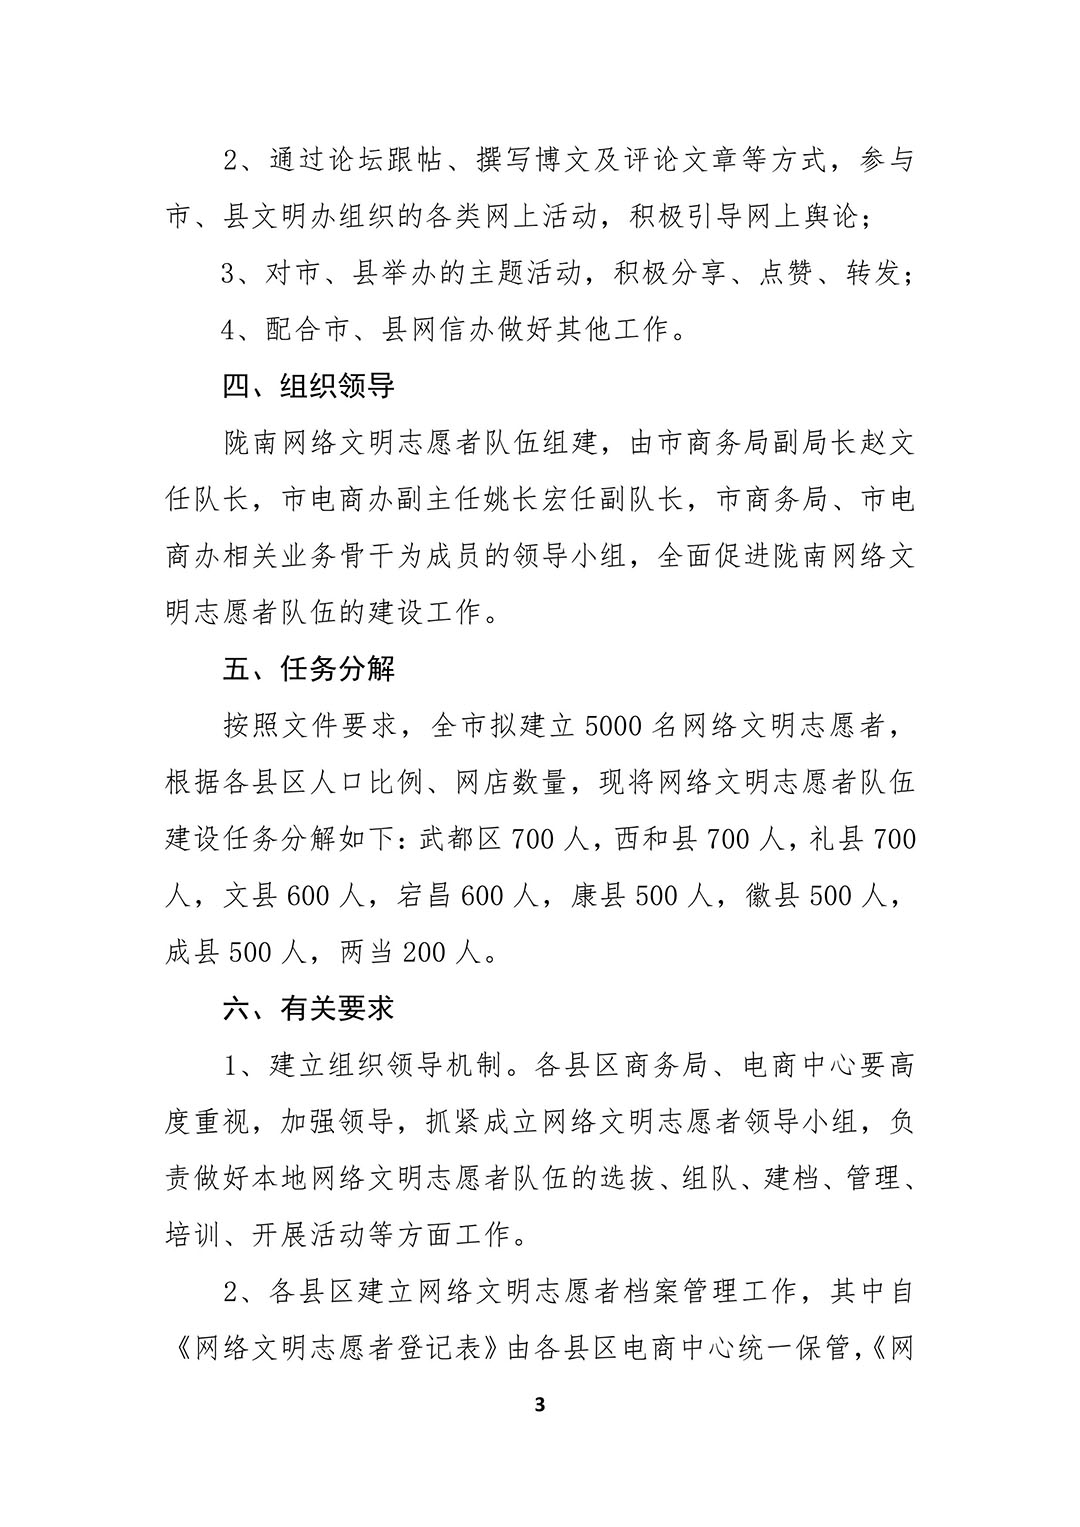 2、通过论坛跟帖、撰写博文及评论文章等方式，参与
市、县文明办组织的各类网上活动，积极引导网上舆论；
3、对市、县举办的主题活动，积极分享、点赞、转发；
4、配合市、县网信办做好其他工作。
四、组织领导
陇南网络文明志愿者队伍组建，由市商务局副局长赵文
任队长，市电商办副主任姚长宏任副队长，市商务局、市电
商办相关业务骨干为成员的领导小组，全面促进陇南网络文
明志愿者队伍的建设工作。
五、任务分解
按照文件要求，全市拟建立 5000 名网络文明志愿者，
根据各县区人口比例、网店数量，现将网络文明志愿者队伍
建设任务分解如下：武都区 700 人，西和县 700 人，礼县 700
人，文县 600 人，宕昌 600 人，康县 500 人，徽县 500 人，
成县 500 人，两当 200 人。
六、有关要求
1、建立组织领导机制。各县区商务局、电商中心要高
度重视，加强领导，抓紧成立网络文明志愿者领导小组，负
责做好本地网络文明志愿者队伍的选拔、组队、建档、管理、
培训、开展活动等方面工作。
2、各县区建立网络文明志愿者档案管理工作，其中自
《网络文明志愿者登记表》由各县区电商中心统一保管，《网
3